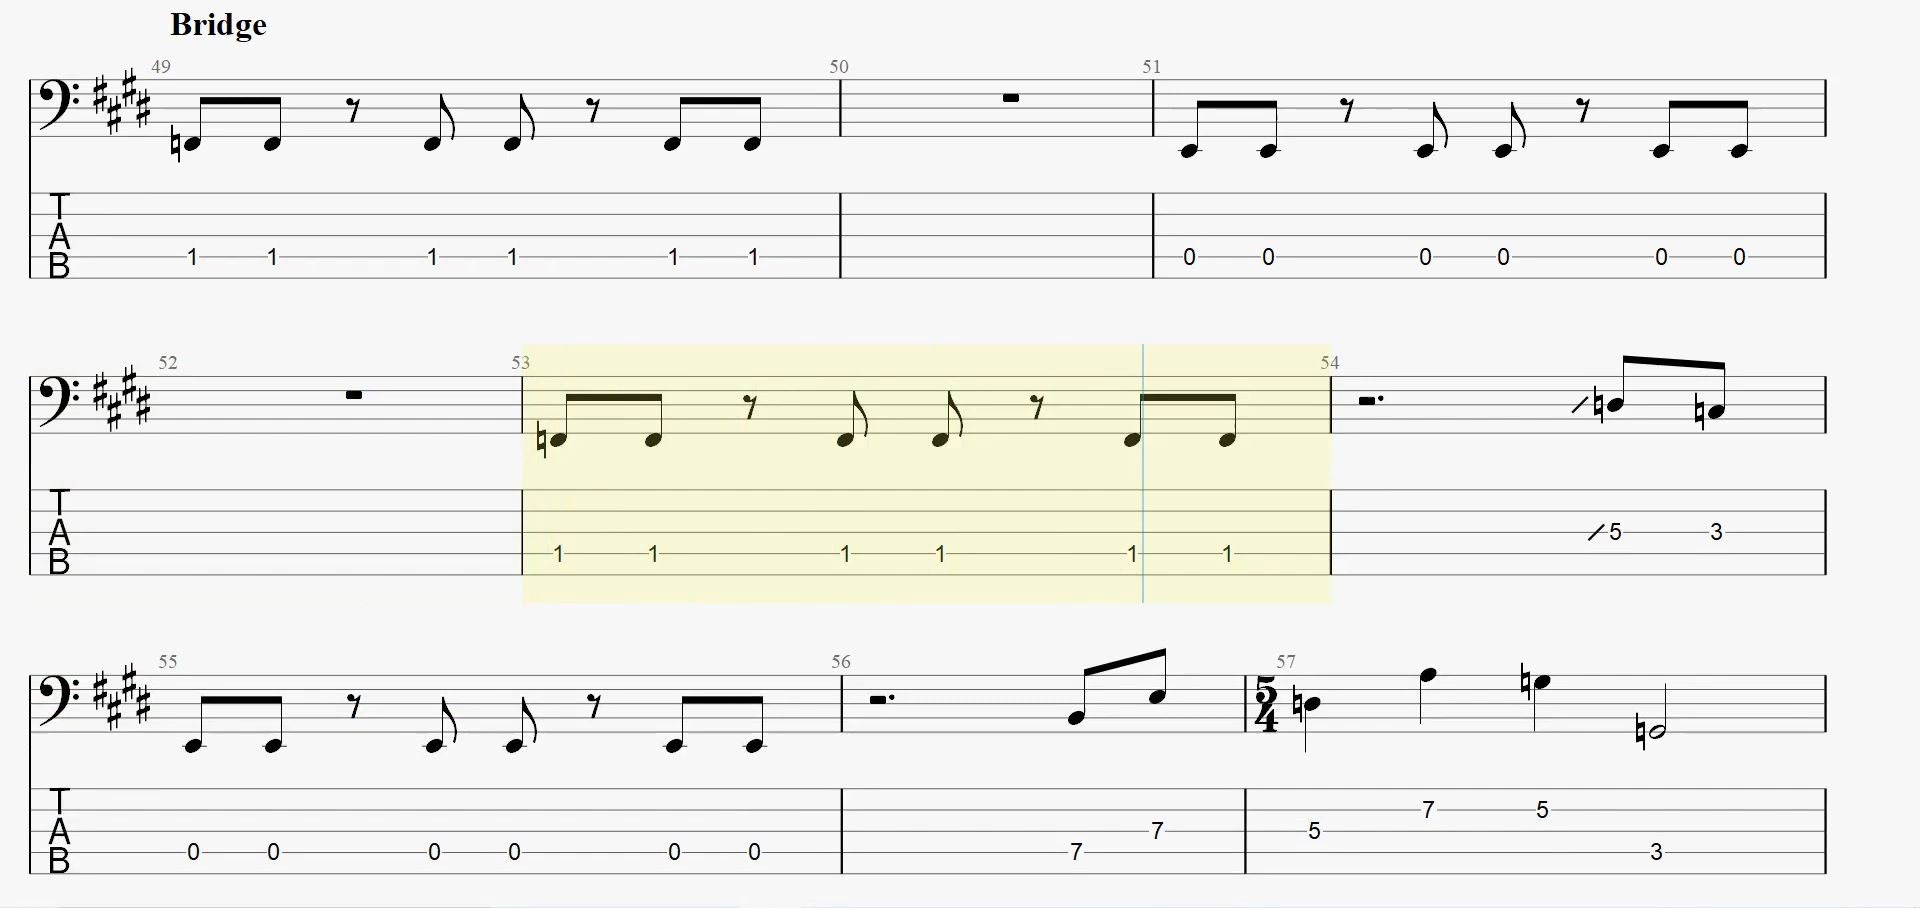 Bridge
49 50 51
T
A
B
1 1 1 1 1 1 0 0 0 0 0 0
52 53 54
T
A
B
1 1 1 1 1 1 5 3
55 56 57
5
4
T
A
B
0 0 0 0 0 0 7 7 5 7 5 3